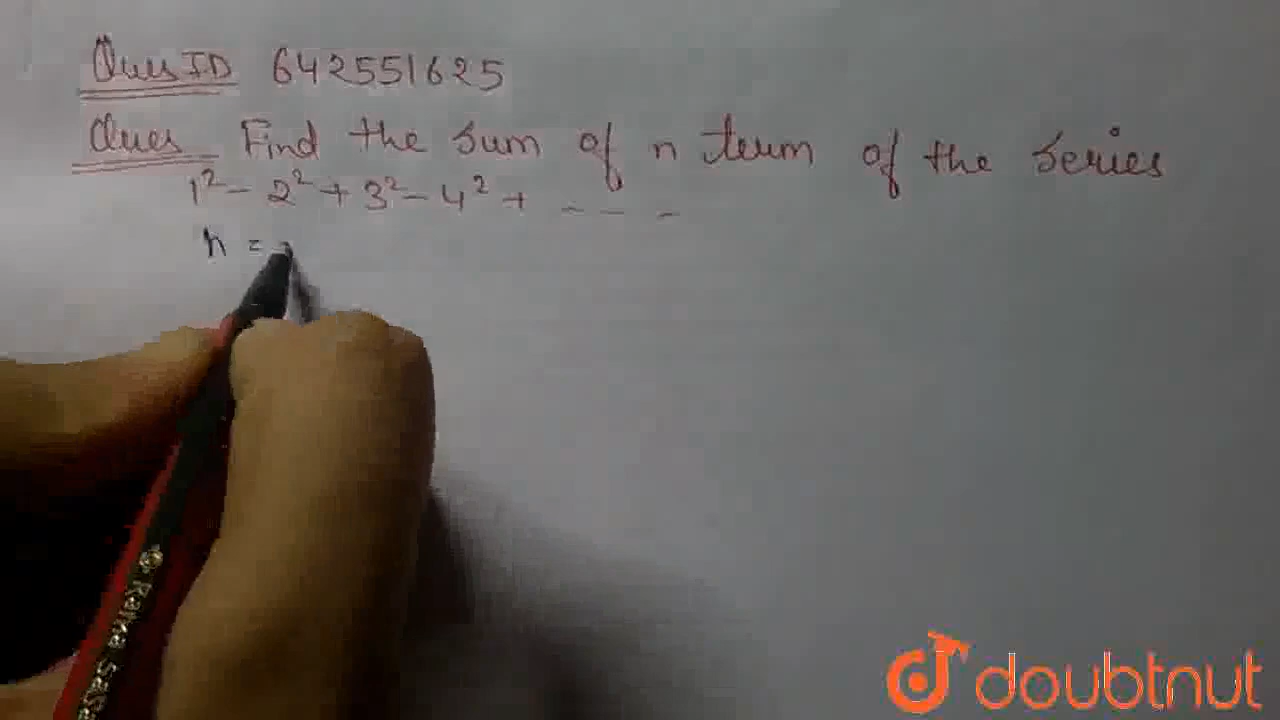 Ques ID 642551625
Ques Find the sum of n term of the series
1² - 2² + 3² - 4² + - - -
n =
doubtnut